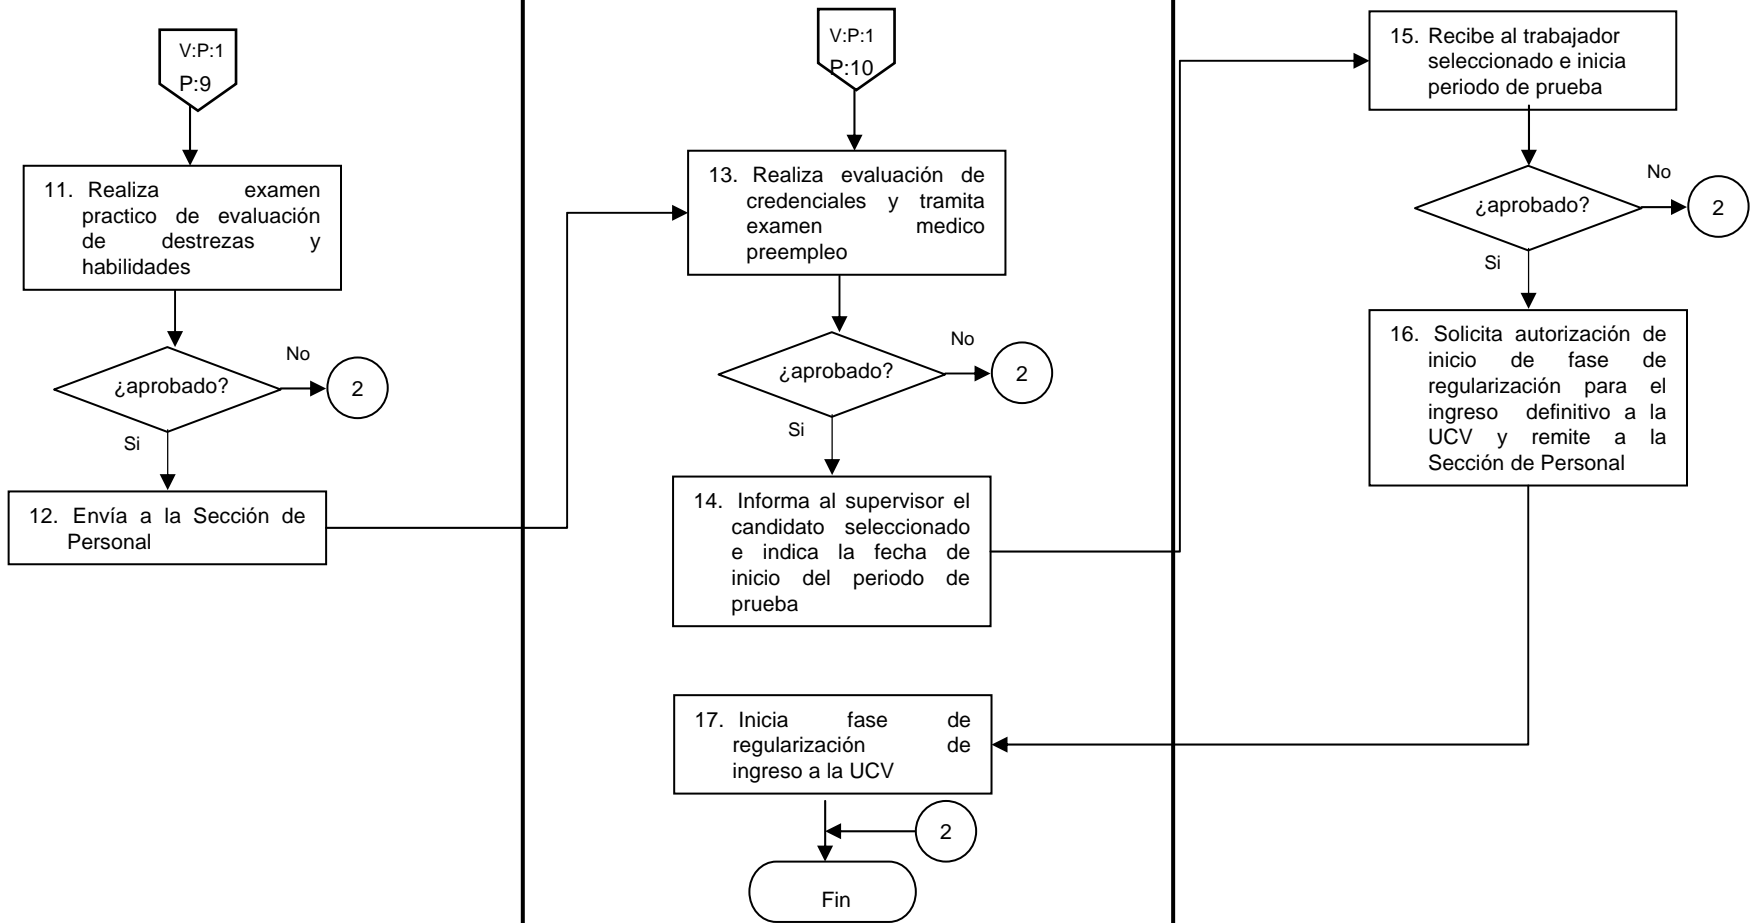 V:P:1
P:9
11. Realiza examen
practico de evaluación
de destrezas y
habilidades
¿aprobado?
No
2
Si
12. Envía a la Sección de
Personal
V:P:1
P:10
13. Realiza evaluación de
credenciales y tramita
examen medico
preempleo
¿aprobado?
No
2
Si
14. Informa al supervisor el
candidato seleccionado
e indica la fecha de
inicio del periodo de
prueba
15. Recibe al trabajador
seleccionado e inicia
periodo de prueba
¿aprobado?
No
2
Si
16. Solicita autorización de
inicio de fase de
regularización para el
ingreso definitivo a la
UCV y remite a la
Sección de Personal
17. Inicia fase de
regularización de
ingreso a la UCV
2
Fin